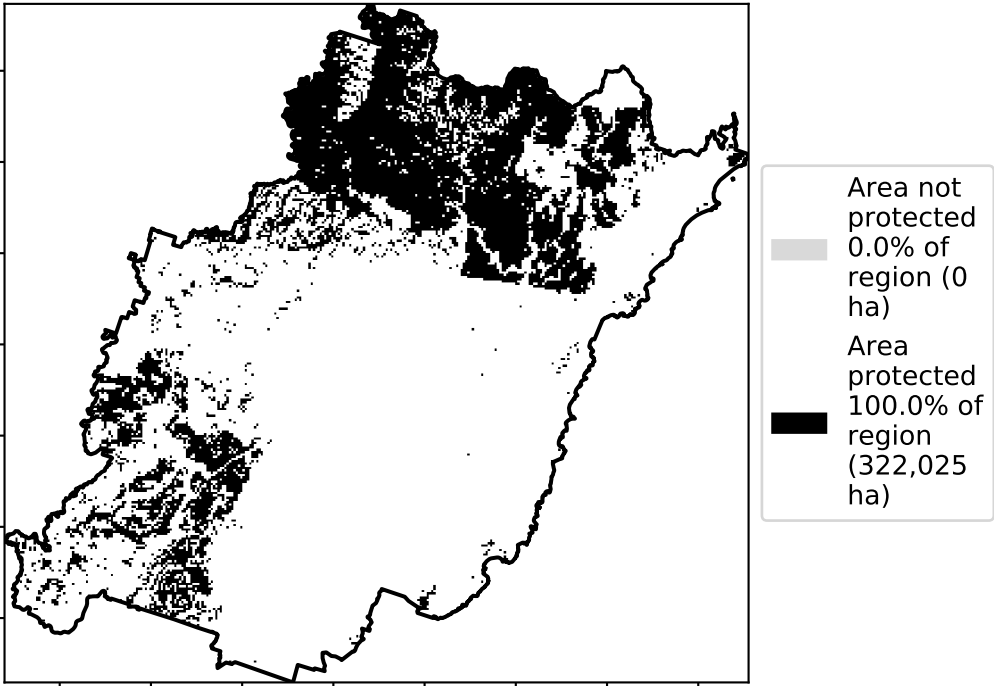 Area not
protected
0.0% of
region (0
ha)
Area
protected
100.0% of
region
(322,025
ha)